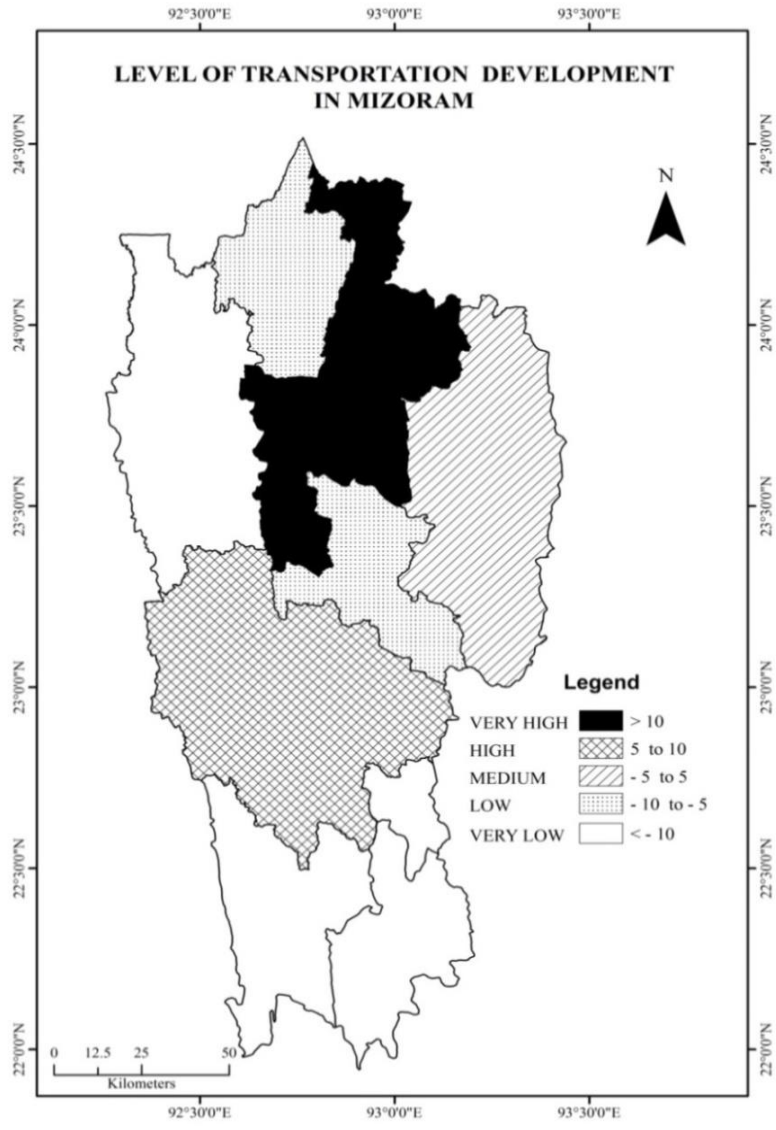 92°30'0"E 93°0'0"E 93°30'0"E
LEVEL OF TRANSPORTATION DEVELOPMENT
IN MIZORAM
N
24°30'0"N 24°30'0"N
24°0'0"N 24°0'0"N
23°30'0"N 23°30'0"N
23°0'0"N 23°0'0"N
Legend
VERY HIGH > 10
HIGH 5 to 10
MEDIUM - 5 to 5
LOW - 10 to - 5
VERY LOW < - 10
22°30'0"N 22°30'0"N
22°0'0"N 22°0'0"N
0 12.5 25 50
Kilometers
92°30'0"E 93°0'0"E 93°30'0"E